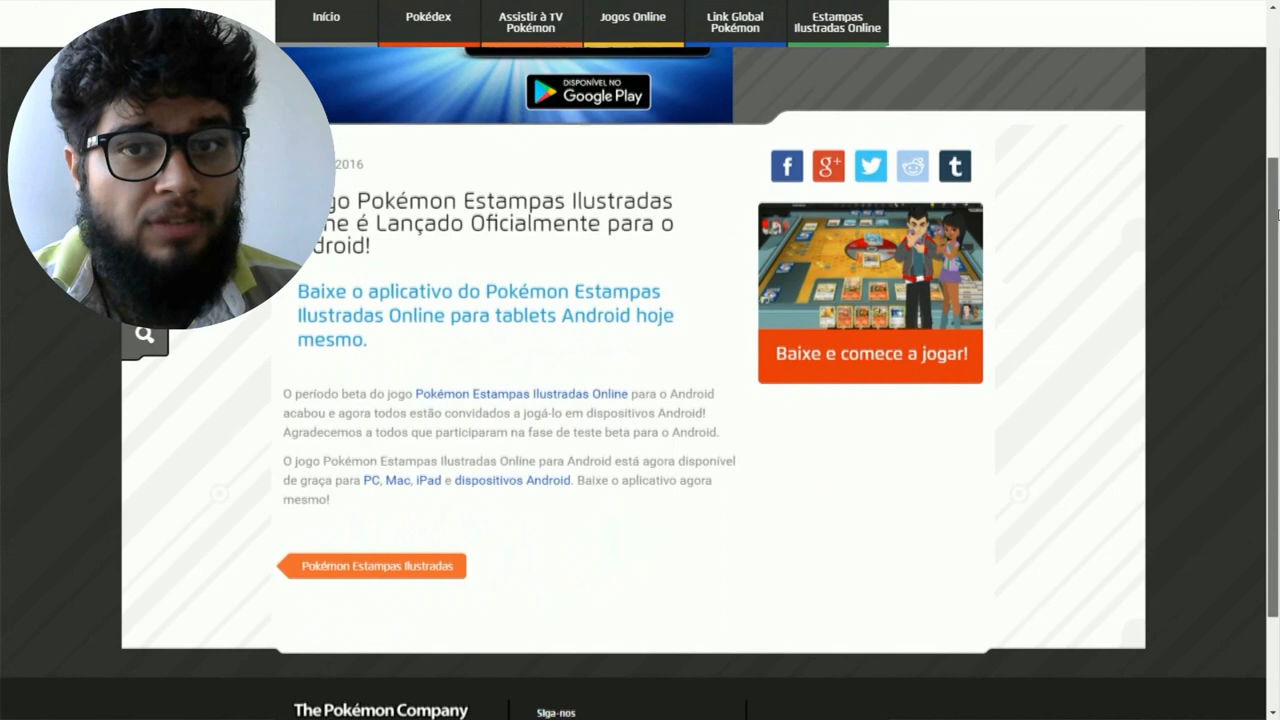 Início
Pokédex
Assistir à TV
Pokémon
Jogos Online
Link Global
Pokémon
Estampas
Ilustradas Online
DISPONÍVEL NO
Google Play
2016
go Pokémon Estampas Ilustradas
ne é Lançado Oficialmente para o
droid!
Baixe o aplicativo do Pokémon Estampas
Ilustradas Online para tablets Android hoje
mesmo.
O período beta do jogo Pokémon Estampas Ilustradas Online para o Android
acabou e agora todos estão convidados a jogá-lo em dispositivos Android!
Agradecemos a todos que participaram na fase de teste beta para o Android.
O jogo Pokémon Estampas Ilustradas Online para Android está agora disponível
de graça para PC, Mac, iPad e dispositivos Android. Baixe o aplicativo agora
mesmo!
Pokémon Estampas Ilustradas
f
g+
t
Baixe e comece a jogar!
The Pokémon Company
Siga-nos